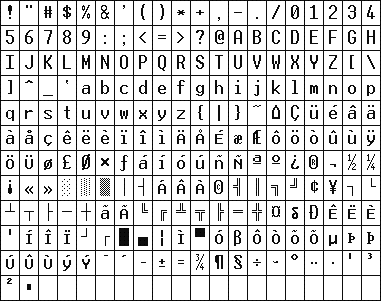 ! " # $ % & ' ( ) * + , - . / 0 1 2 3 4
5 6 7 8 9 : ; < = > ? @ A B C D E F G H
I J K L M N O P Q R S T U V W X Y Z [ \
] ^ _ ` a b c d e f g h i j k l m n o p
q r s t u v w x y z { | } ~ ⌂ Ç ü é â ä
à å ç ê ë è ï î ì Ä Å É æ Æ ô ö ò û ù ÿ
Ö Ü ø £ Ø × ƒ á í ó ú ñ Ñ ª º ¿ ® ¬ ½ ¼
¡ « » ░ ▒ ▓ │ ┤ Á Â À © ╣ ║ ╗ ╝ ¢ ¥ ┐ └
┴ ┬ ├ ─ ┼ ã Ã ╚ ╔ ╩ ╦ ╠ ═ ╬ ¤ ð Ð Ê Ë È
ı Í Î Ï ┘ ┌ █ ▄ ¦ Ì ▀ Ó ß Ô Ò õ Õ µ þ Þ
Ú Û Ù ý Ý ¯ ´ - ± ‗ ¾ ¶ § ÷ ¸ ° ¨ · ¹ ³
² ■